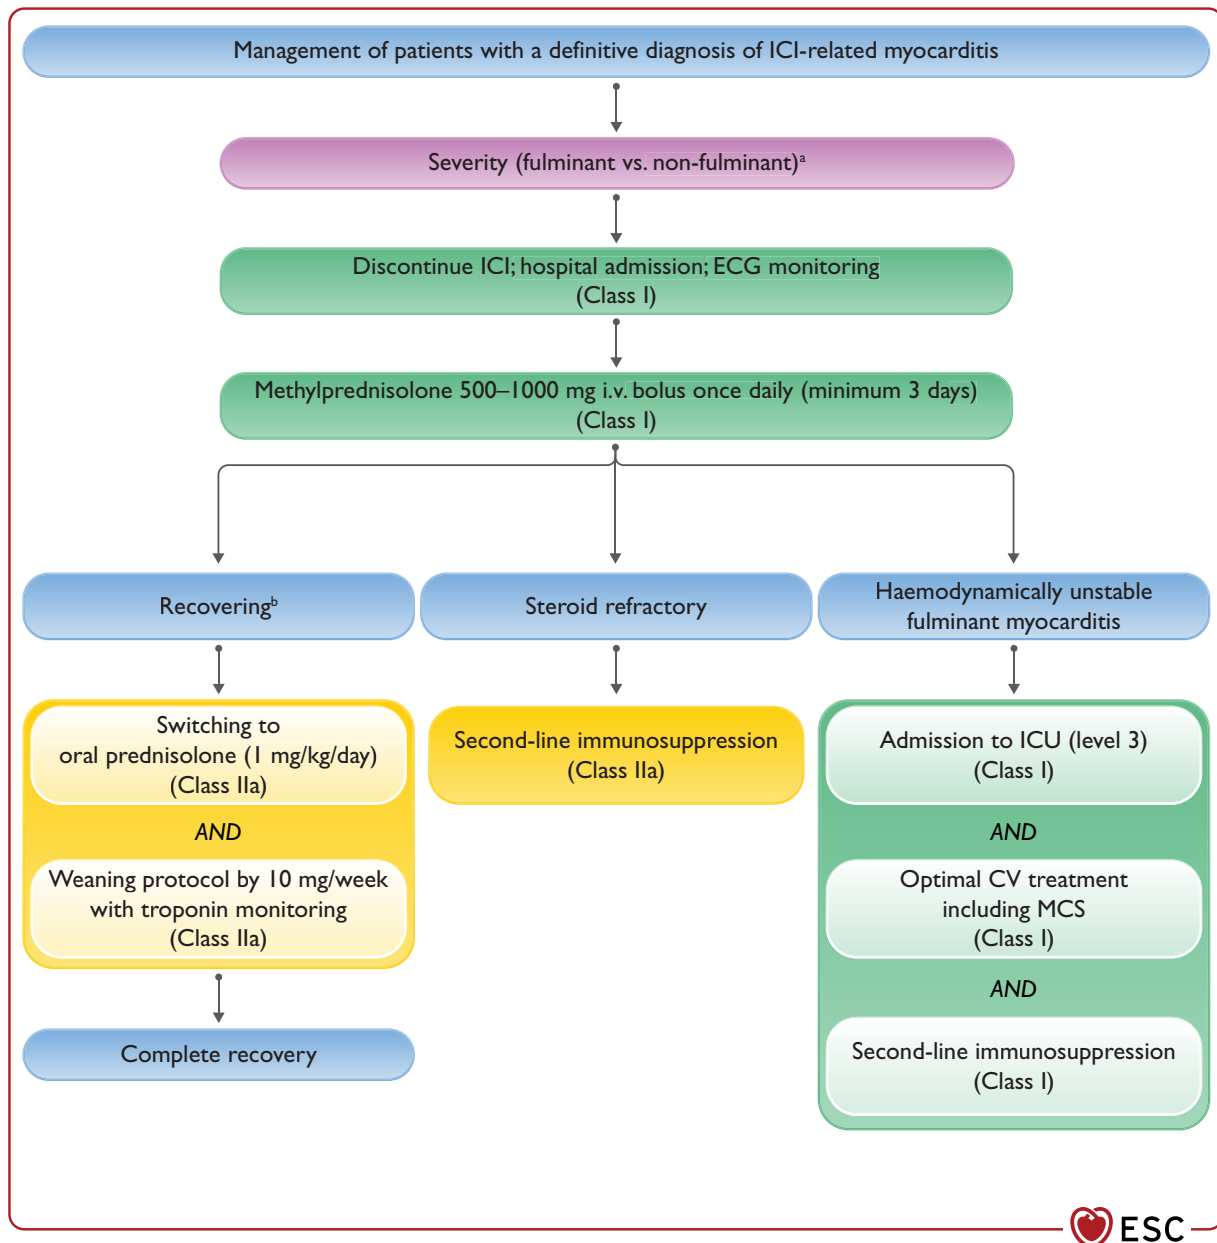 Management of patients with a definitive diagnosis of ICI-related myocarditis
Severity (fulminant vs. non-fulminant)ᵃ
Discontinue ICI; hospital admission; ECG monitoring
(Class I)
Methylprednisolone 500–1000 mg i.v. bolus once daily (minimum 3 days)
(Class I)
Recoveringᵇ
Switching to
oral prednisolone (1 mg/kg/day)
(Class IIa)
AND
Weaning protocol by 10 mg/week
with troponin monitoring
(Class IIa)
Complete recovery
Steroid refractory
Second-line immunosuppression
(Class IIa)
Haemodynamically unstable
fulminant myocarditis
Admission to ICU (level 3)
(Class I)
AND
Optimal CV treatment
including MCS
(Class I)
AND
Second-line immunosuppression
(Class I)
ESC